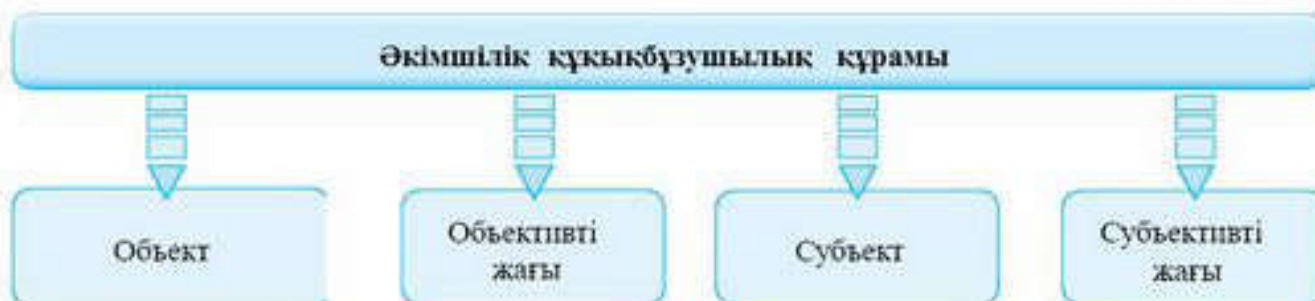 Әкімшілік құқықбұзушылық құрамы
Объект
Объективті
жағы
Субъект
Субъективті
жағы